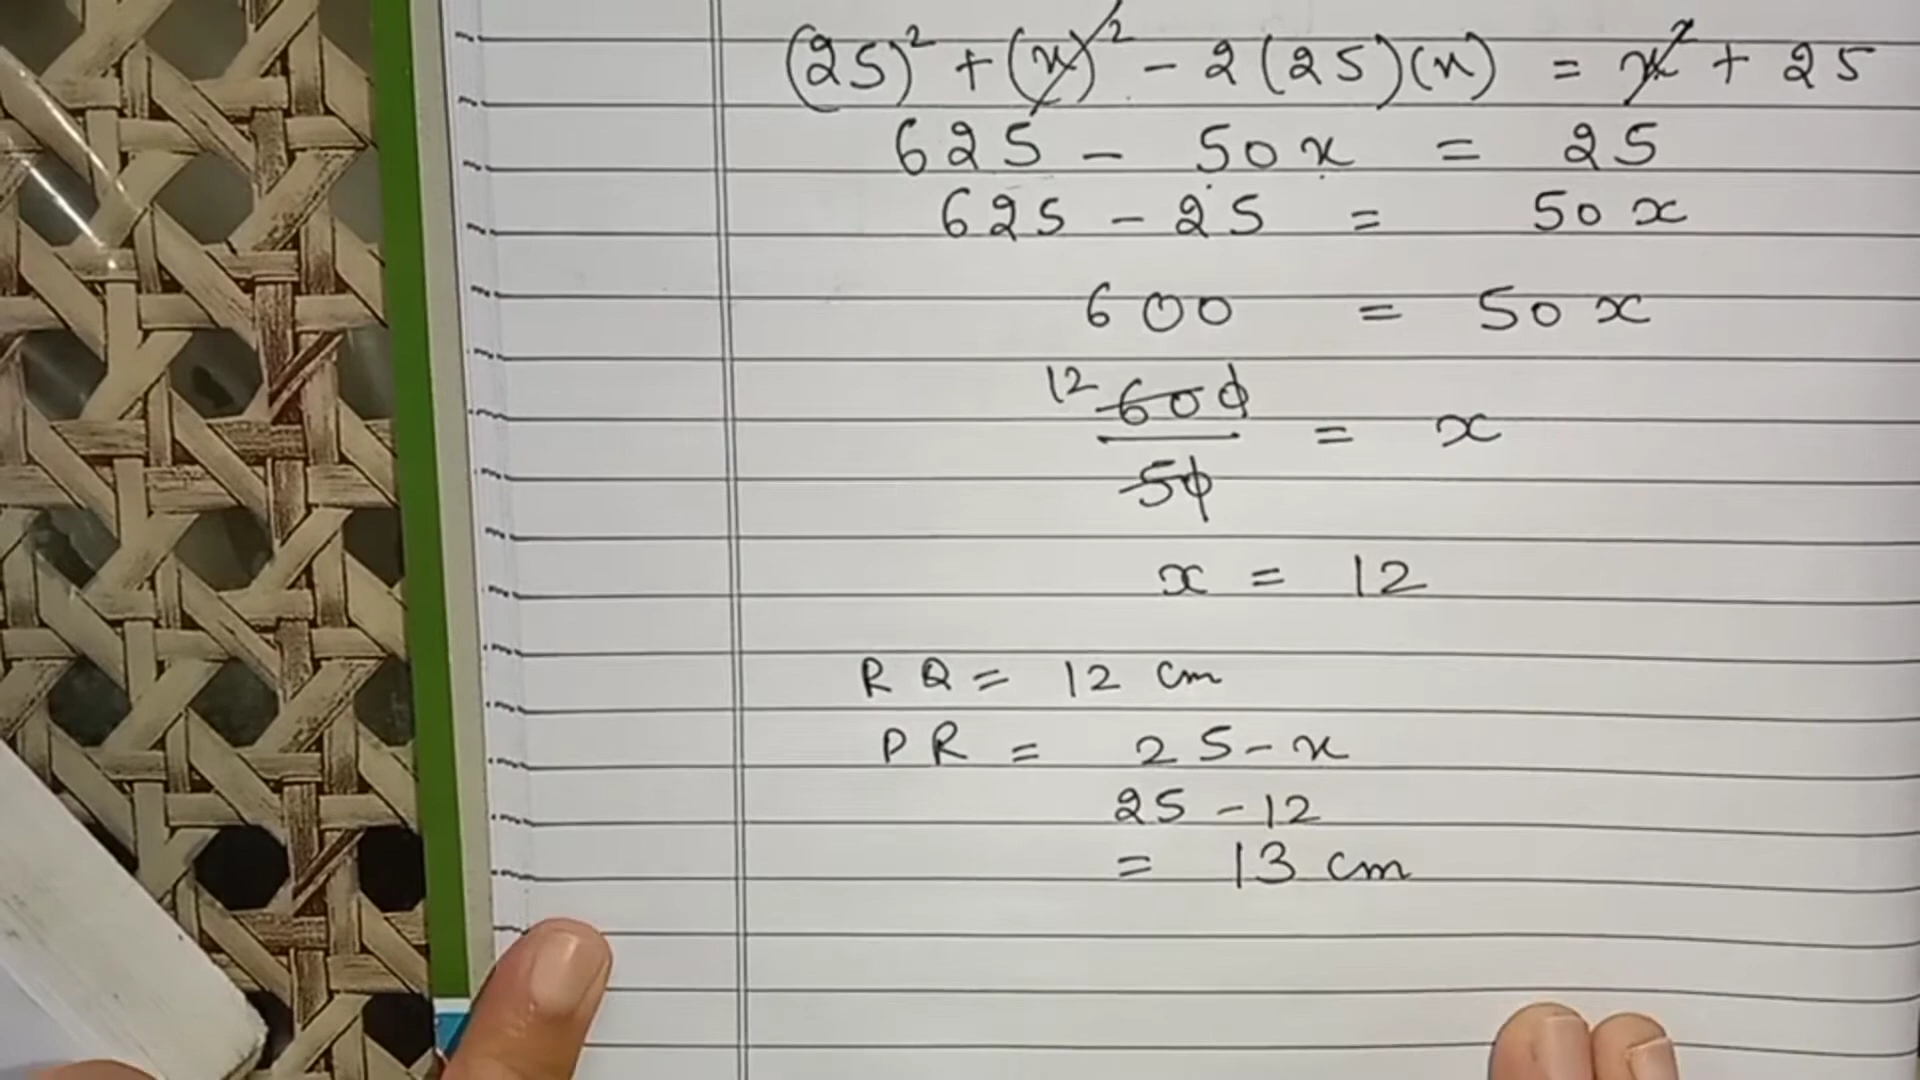 (25)² + (x)² - 2(25)(x) = x² + 25
625 - 50x = 25
625 - 25 = 50x
600 = 50x
12 600/50 = x
x = 12
RQ = 12 cm
PR = 25 - x
25 - 12
= 13 cm